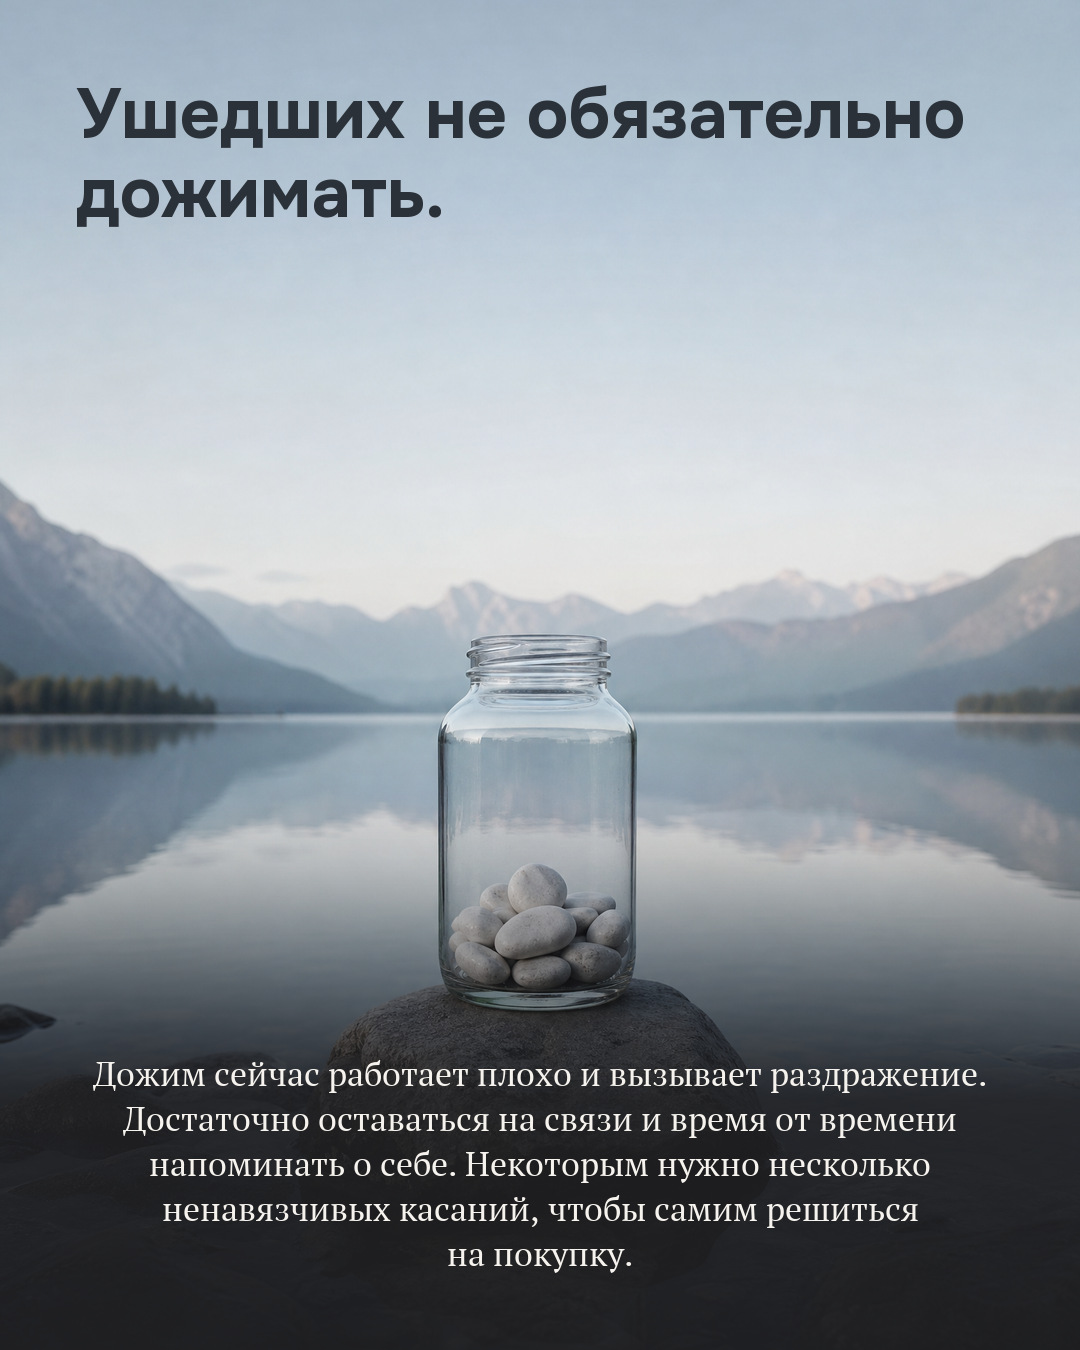 Ушедших не обязательно
дожимать.
Дожим сейчас работает плохо и вызывает раздражение.
Достаточно оставаться на связи и время от времени
напоминать о себе. Некоторым нужно несколько
ненавязчивых касаний, чтобы самим решиться
на покупку.